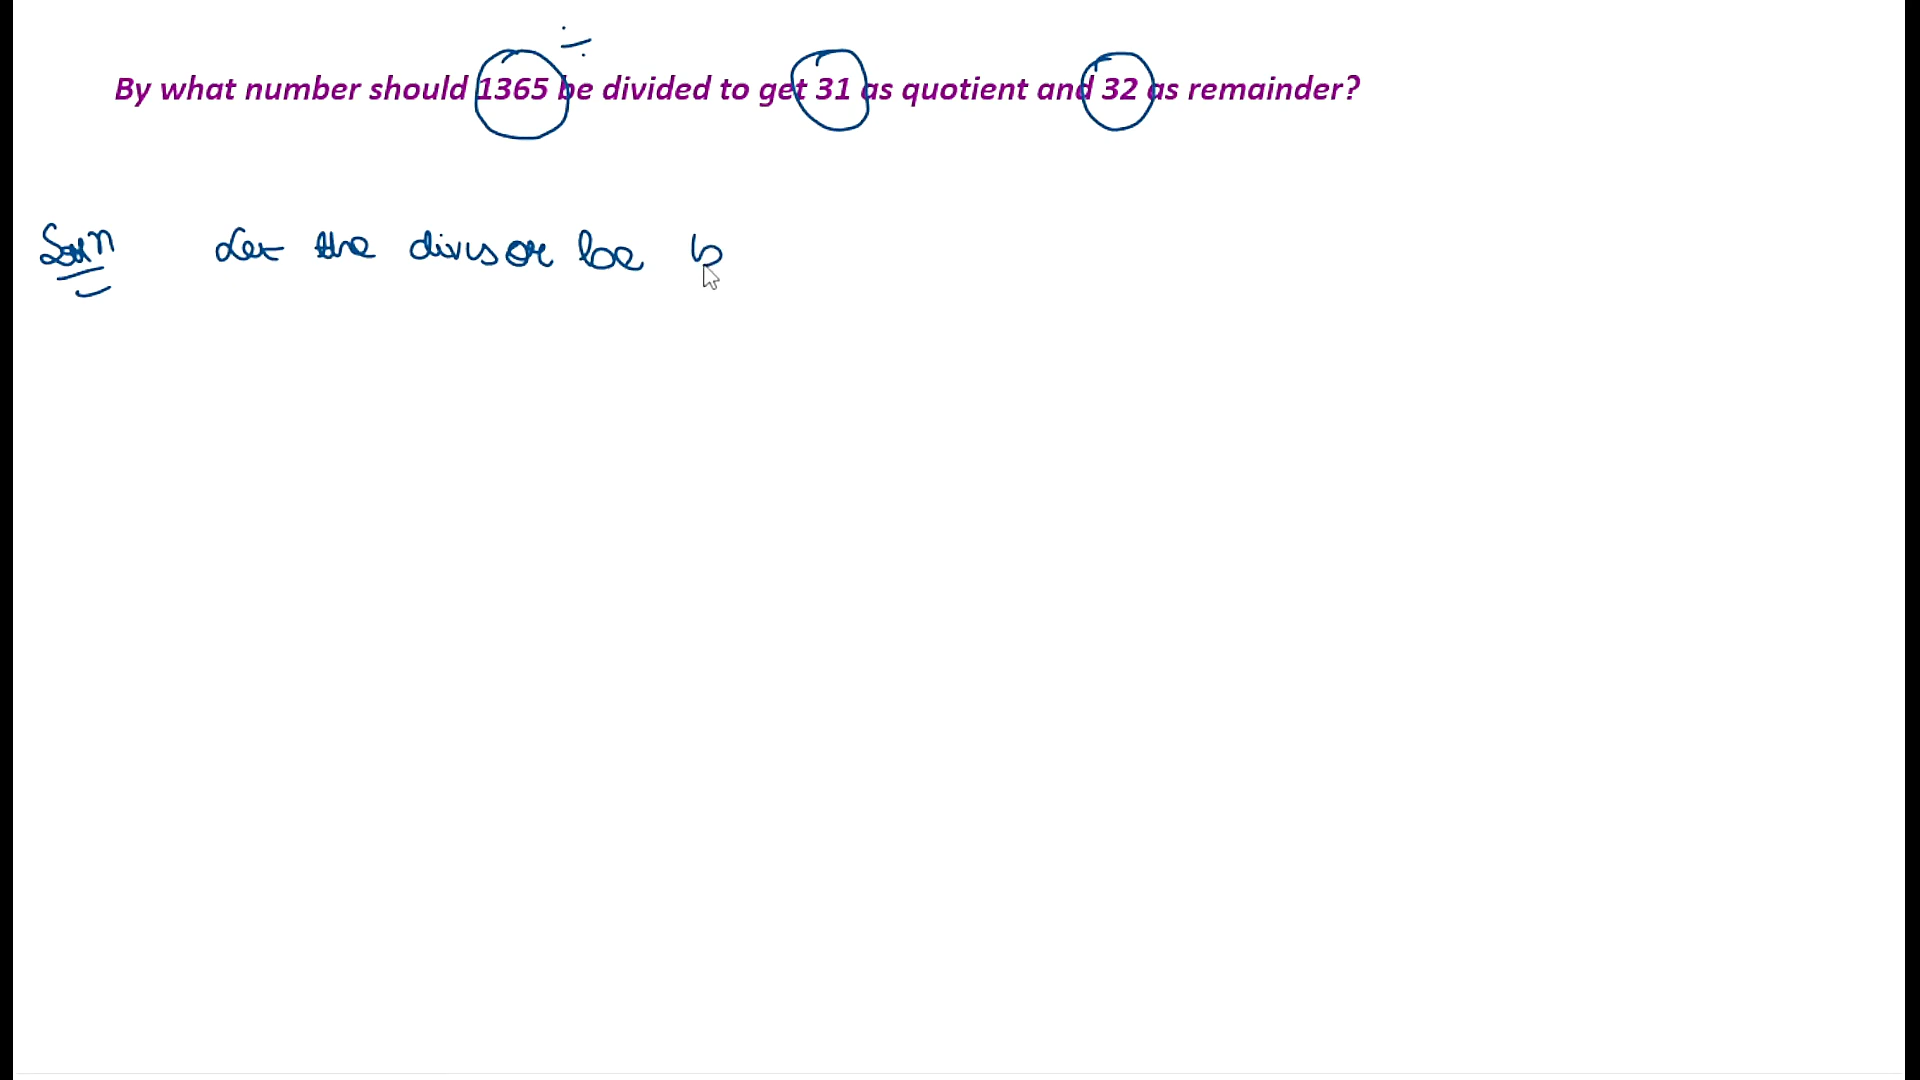 By what number should 1365 be divided to get 31 as quotient and 32 as remainder?
÷
Soln Let the divisor be b